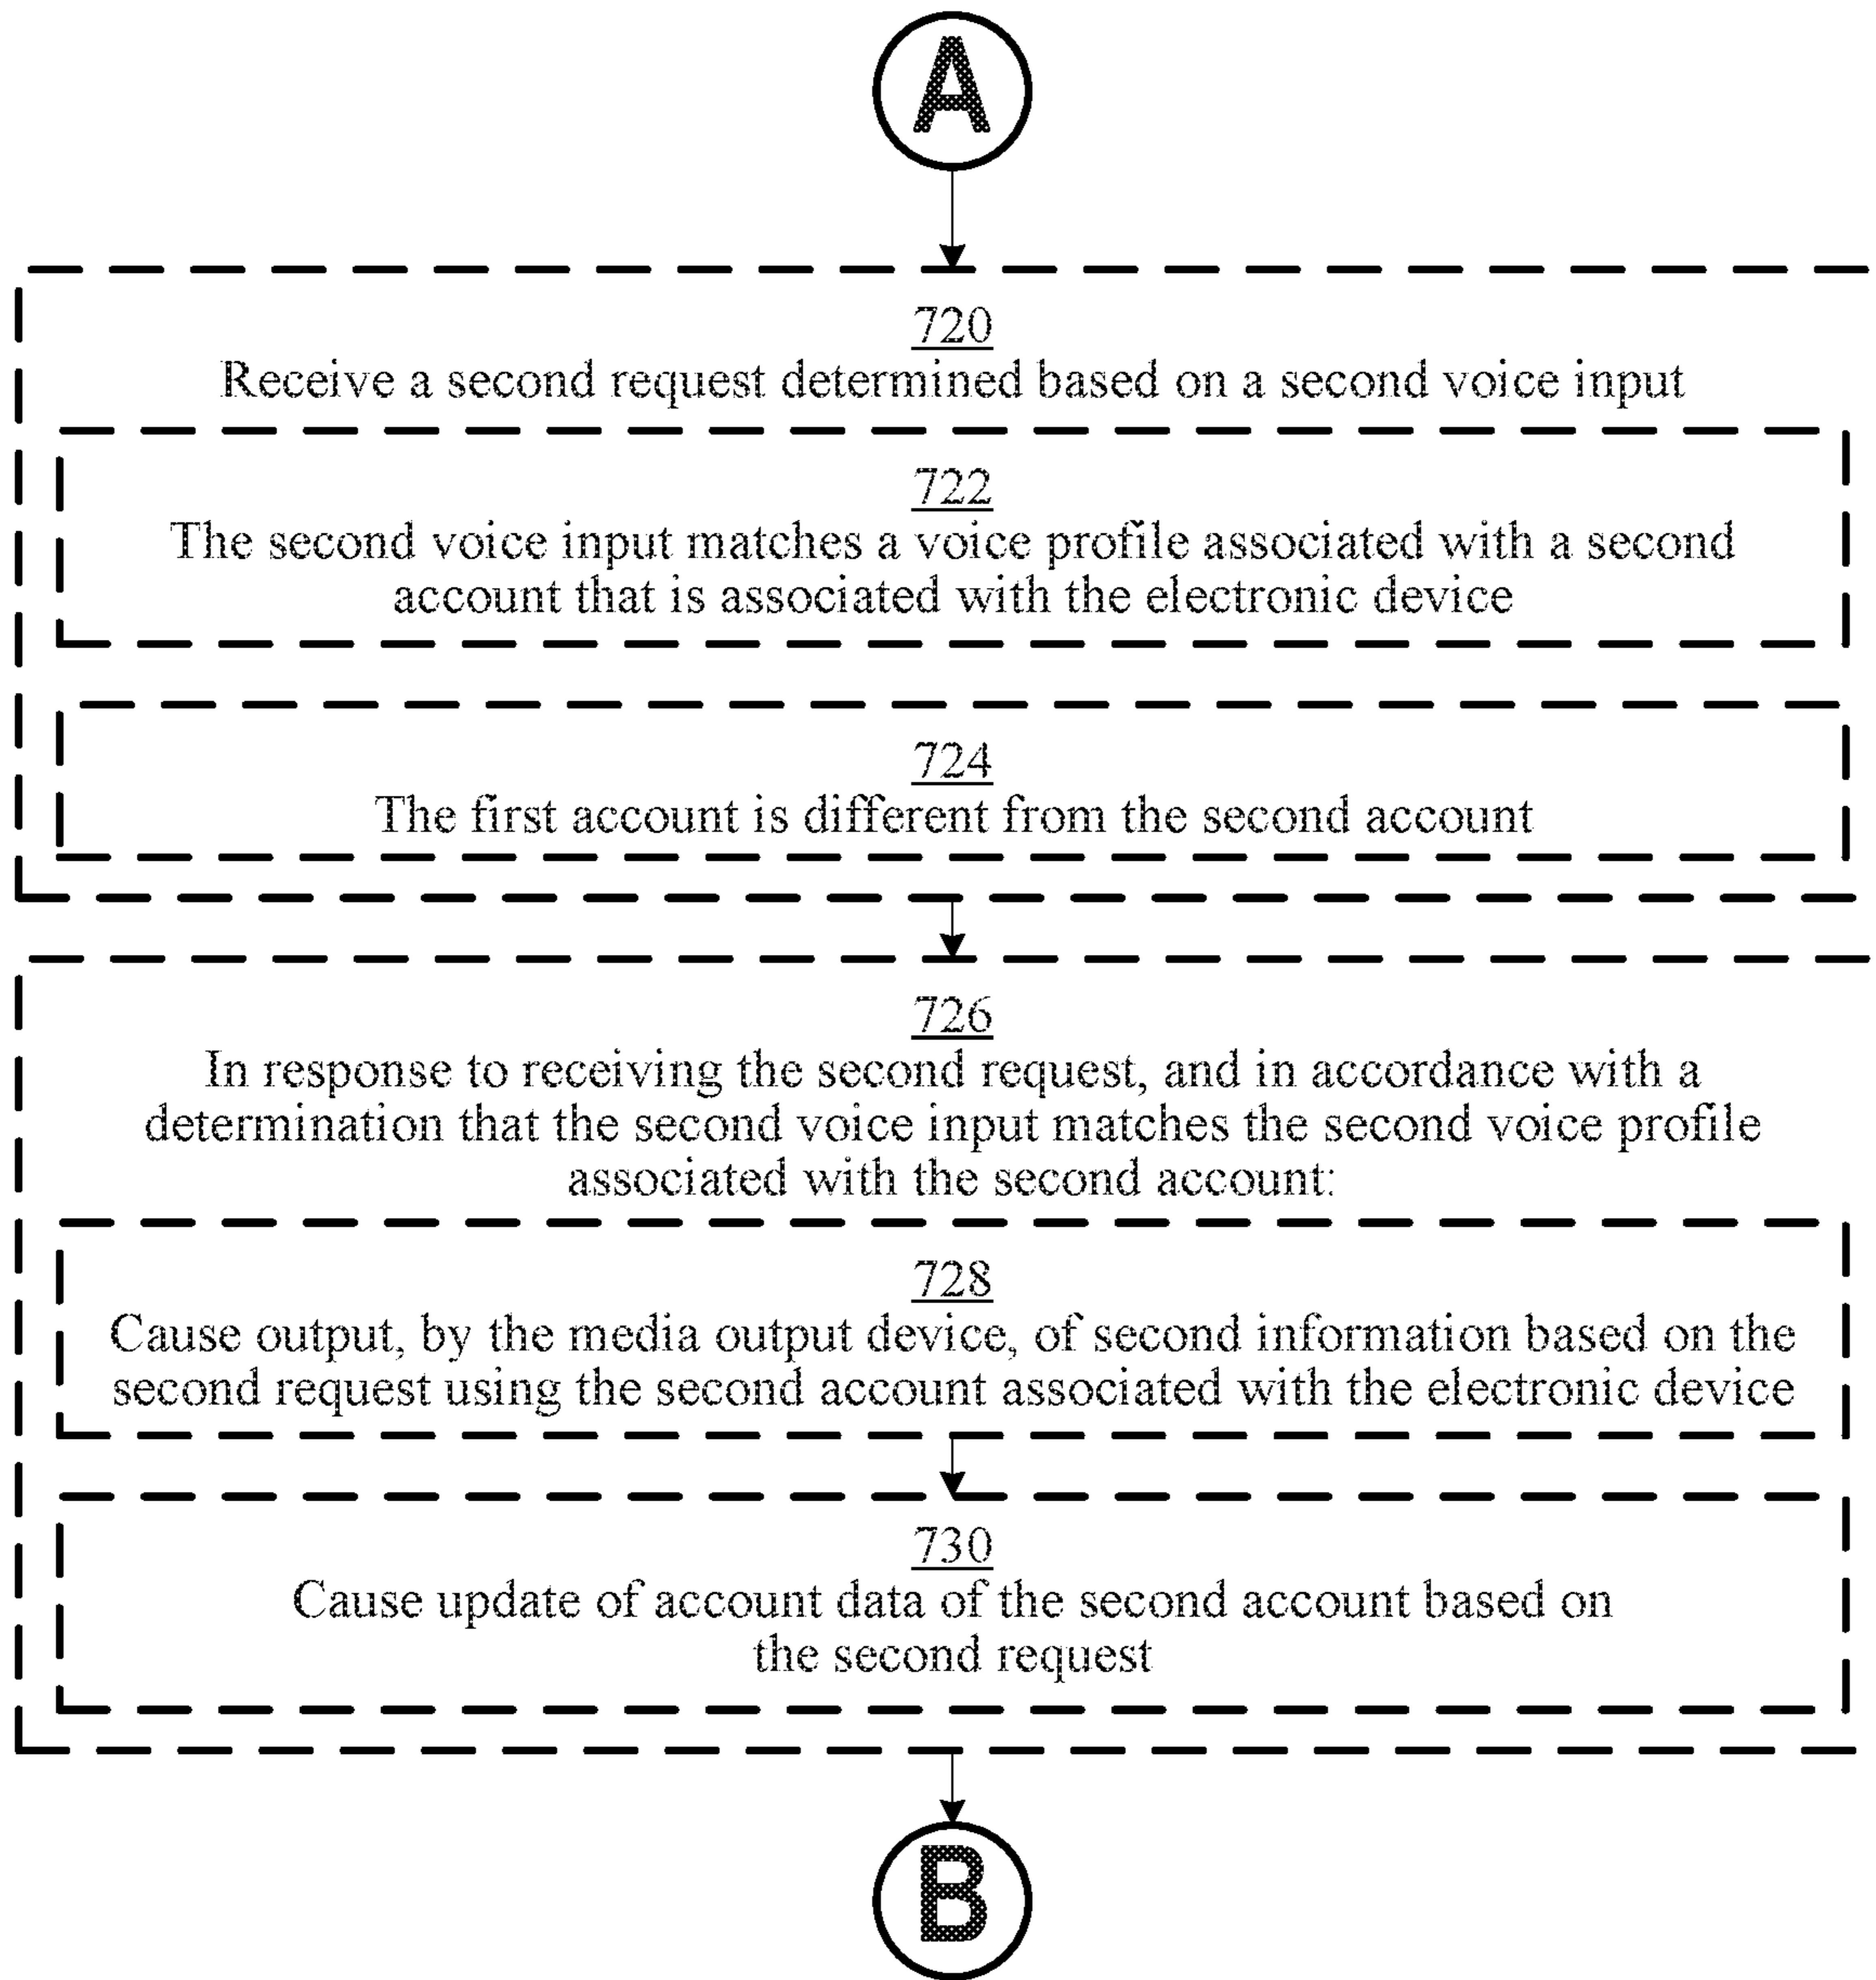 A
720
Receive a second request determined based on a second voice input
722
The second voice input matches a voice profile associated with a second
account that is associated with the electronic device
724
The first account is different from the second account
726
In response to receiving the second request, and in accordance with a
determination that the second voice input matches the second voice profile
associated with the second account:
728
Cause output, by the media output device, of second information based on the
second request using the second account associated with the electronic device
730
Cause update of account data of the second account based on
the second request
B